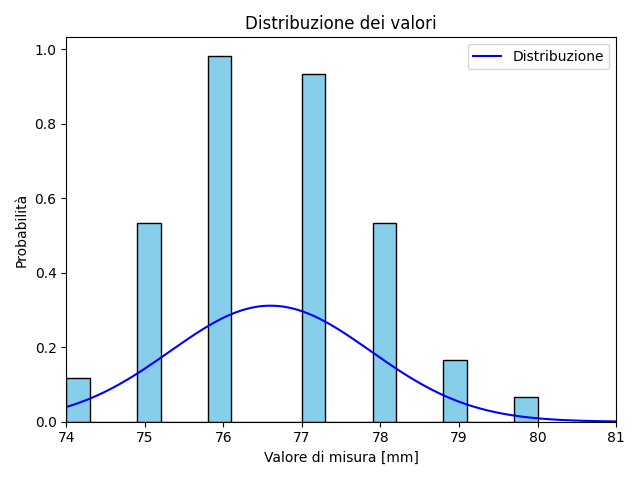 Distribuzione dei valori
Distribuzione
1.0
0.8
0.6
0.4
0.2
0.0
Probabilità
74 75 76 77 78 79 80 81
Valore di misura [mm]